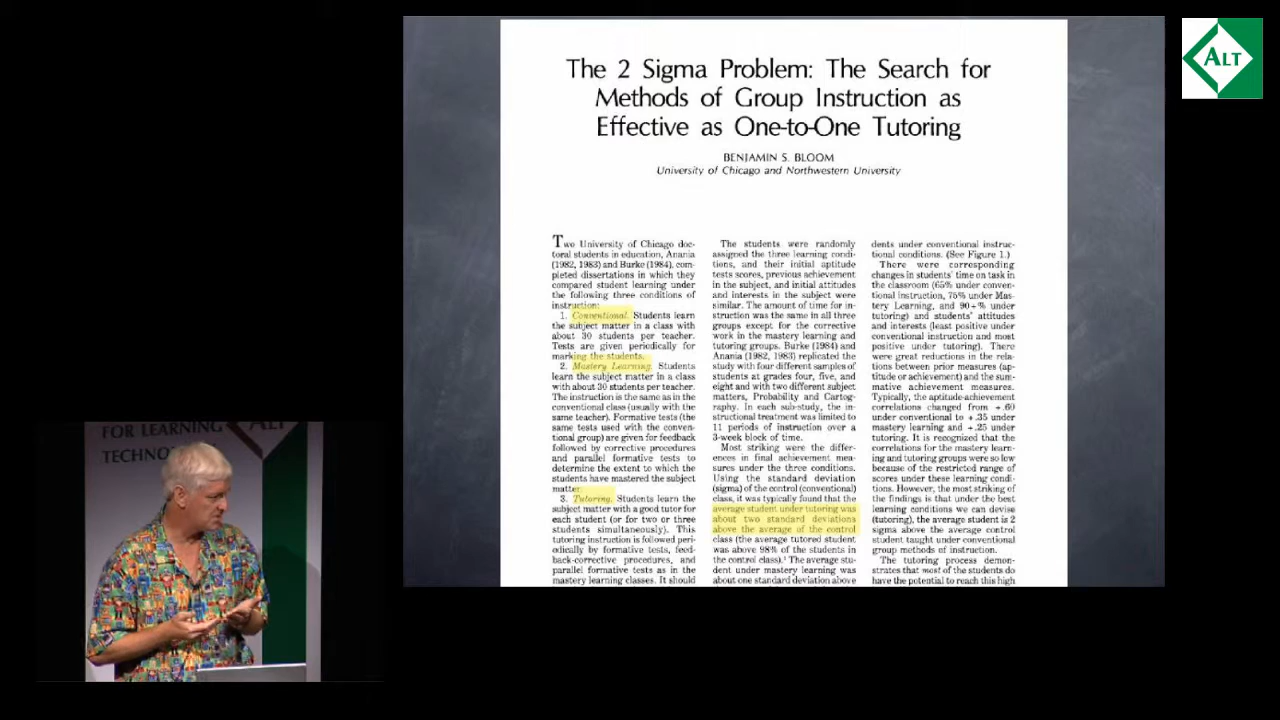 The 2 Sigma Problem: The Search for
Methods of Group Instruction as
Effective as One-to-One Tutoring
BENJAMIN S. BLOOM
University of Chicago and Northwestern University
Two University of Chicago doc-
toral students in education, Anania
(1982, 1983) and Burke (1984), com-
pleted dissertations in which they
compared student learning under
the following three conditions of
instruction:
1. Conventional. Students learn
the subject matter in a class with
about 30 students per teacher.
Tests are given periodically for
marking the students.
2. Mastery Learning. Students
learn the subject matter in a class
with about 30 students per teacher.
The instruction is the same as in the
conventional class (usually with the
same teacher). Formative tests (the
same tests used with the conven-
tional group) are given for feedback
followed by corrective procedures
and parallel formative tests to
determine the extent to which the
students have mastered the subject
matter.
3. Tutoring. Students learn the
subject matter with a good tutor for
each student (or for two or three
students simultaneously). This
tutoring instruction is followed peri-
odically by formative tests, feed-
back-corrective procedures, and
parallel formative tests as in the
mastery learning classes. It should
The students were randomly
assigned the three learning condi-
tions, and their initial aptitude
tests scores, previous achievement
in the subject, and initial attitudes
and interests in the subject were
similar. The amount of time for in-
struction was the same in all three
groups except for the corrective
work in the mastery learning and
tutoring groups. Burke (1984) and
Anania (1982, 1983) replicated the
study with four different samples of
students at grades four, five, and
eight and with two different subject
matters, Probability and Cartog-
raphy. In each sub-study, the in-
structional treatment was limited to
11 periods of instruction over a
3-week block of time.
Most striking were the differ-
ences in final achievement mea-
sures under the three conditions.
Using the standard deviation
(sigma) of the control (conventional)
class, it was typically found that the
average student under tutoring was
about two standard deviations
above the average of the control
class (the average tutored student
was above 98% of the students in
the control class).¹ The average stu-
dent under mastery learning was
about one standard deviation above
dents under conventional instruc-
tional conditions. (See Figure 1.)
There were corresponding
changes in students' time on task in
the classroom (65% under conven-
tional instruction, 75% under Mas-
tery Learning, and 90+% under
tutoring) and students' attitudes
and interests (least positive under
conventional instruction and most
positive under tutoring). There
were great reductions in the rela-
tions between prior measures (ap-
titude or achievement) and the sum-
mative achievement measures.
Typically, the aptitude-achievement
correlations changed from +.60
under conventional to +.35 under
mastery learning and +.25 under
tutoring. It is recognized that the
correlations for the mastery learn-
ing and tutoring groups were so low
because of the restricted range of
scores under these learning condi-
tions. However, the most striking of
the findings is that under the best
learning conditions we can devise
(tutoring), the average student is 2
sigma above the average control
student taught under conventional
group methods of instruction.
The tutoring process demon-
strates that most of the students do
have the potential to reach this high
ALT
FOR LEARNING
TECHNO
ALT